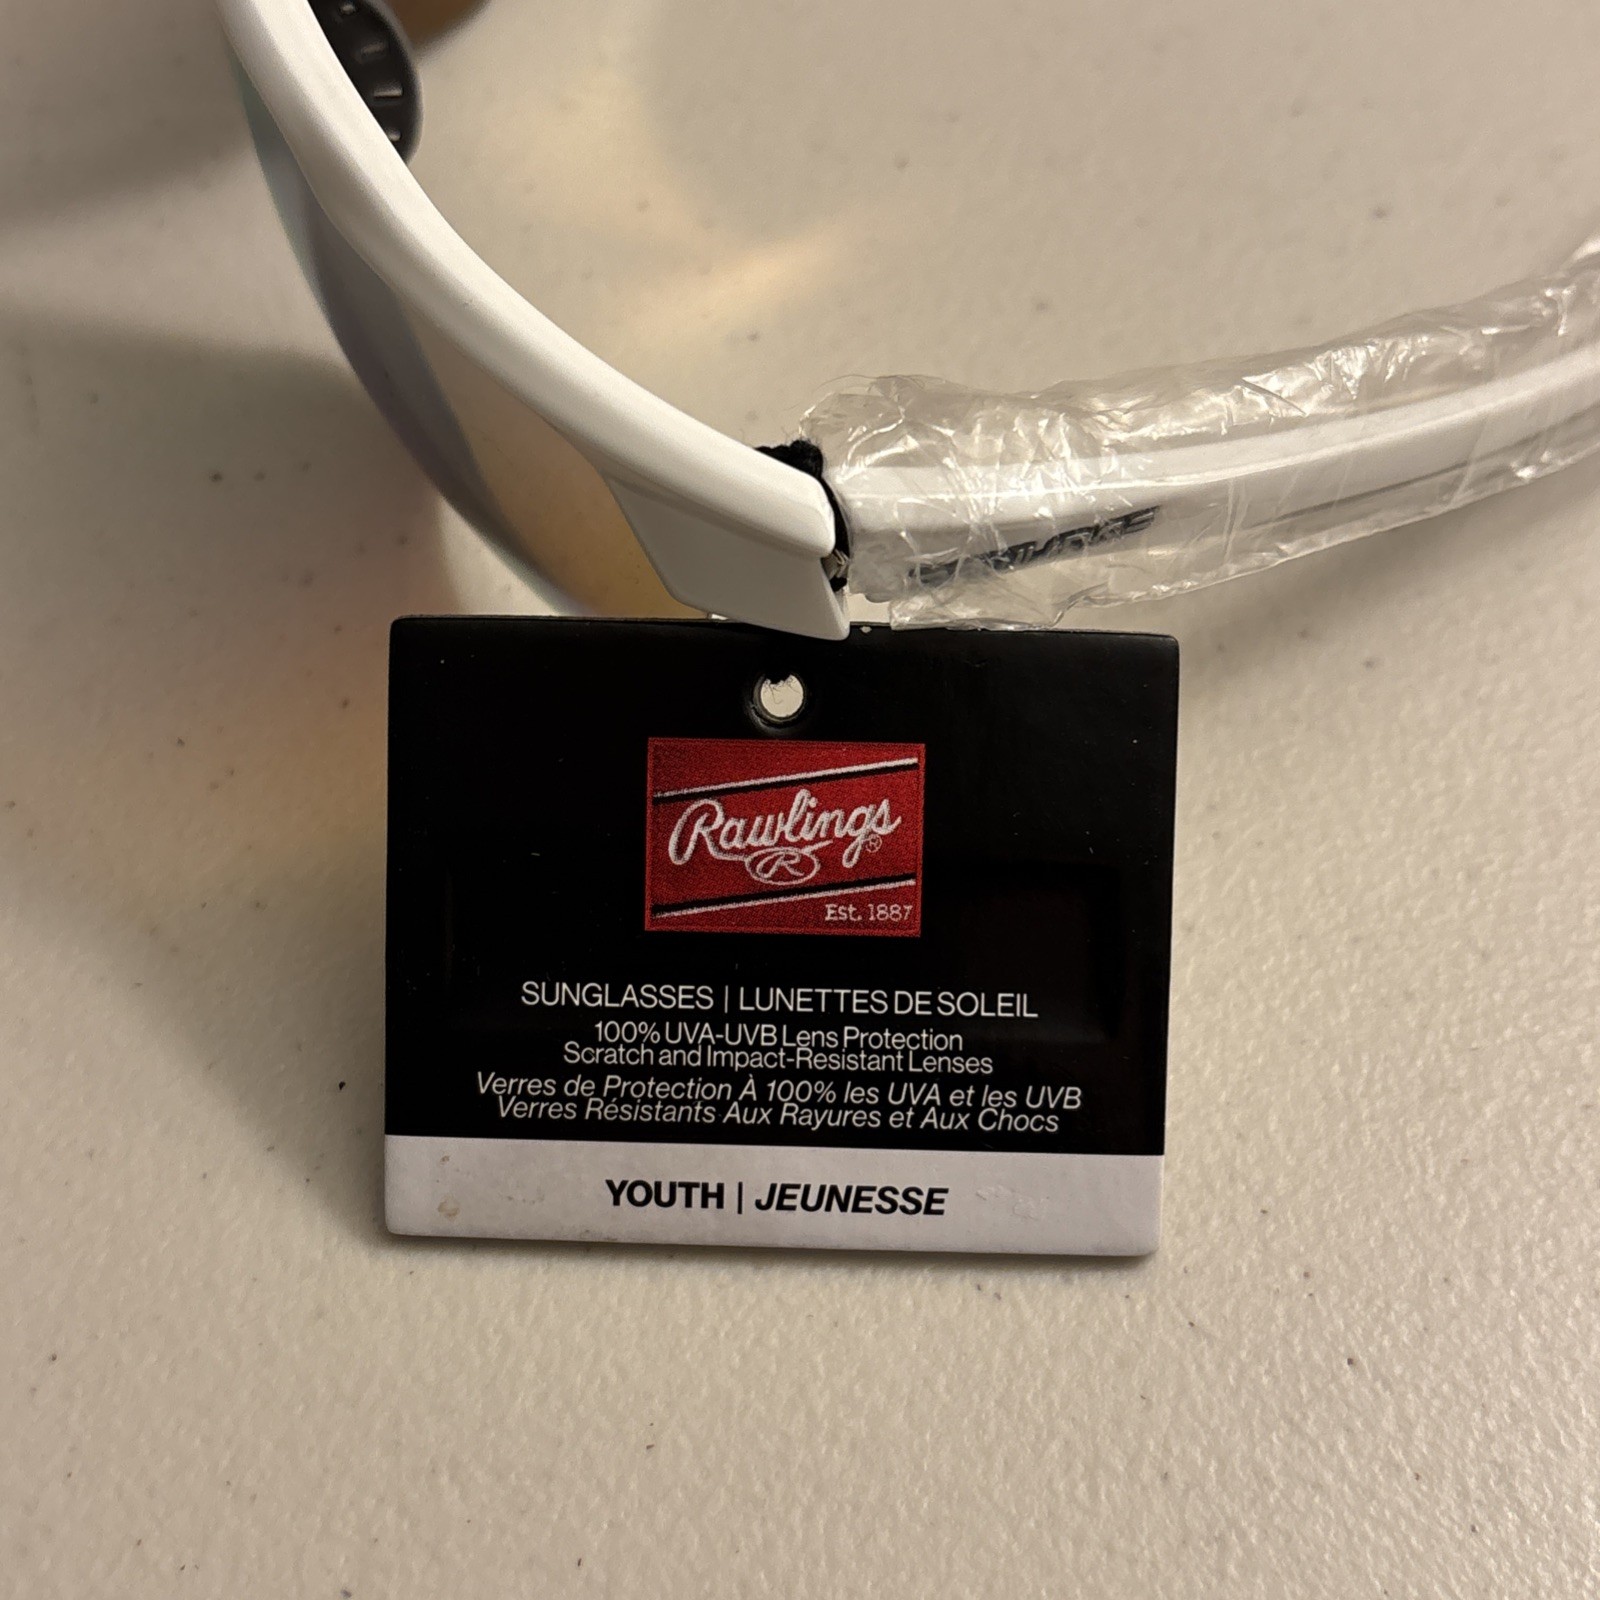 Rawlings®
R
Est. 1887
SUNGLASSES | LUNETTES DE SOLEIL
100% UVA-UVB Lens Protection
Scratch and Impact-Resistant Lenses
Verres de Protection À 100% les UVA et les UVB
Verres Résistants Aux Rayures et Aux Chocs
YOUTH | JEUNESSE